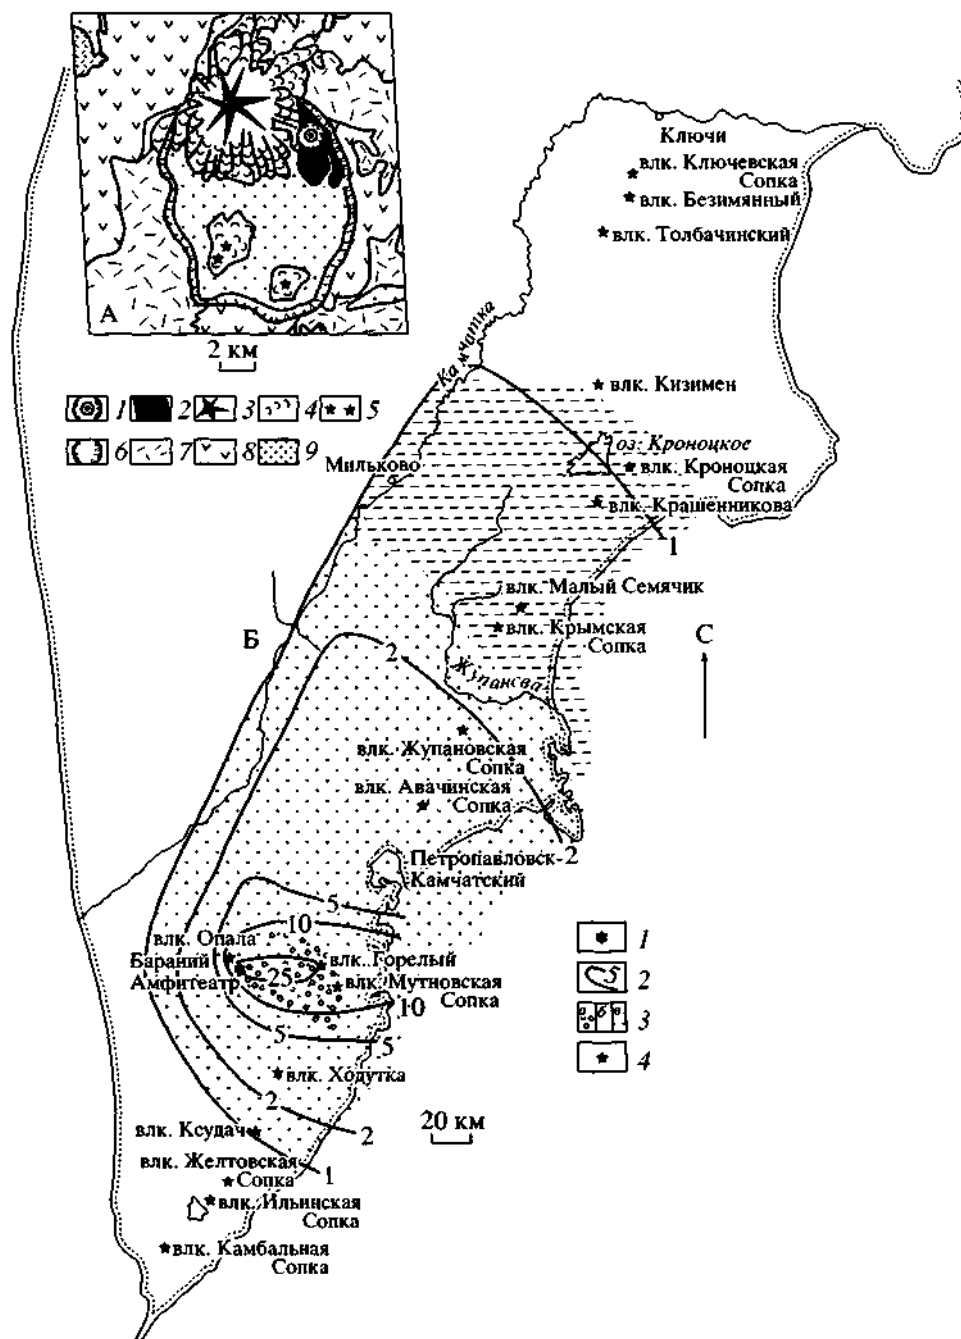 А
2 км
1 2 3 4 5
6 7 8 9
Ключи
влк. Ключевская
Сопка
влк. Безимянный
влк. Толбачинский
Камчатка
влк. Кизимен
оз. Кроноцкое
Мильково
влк. Кроноцкая
Сопка
влк. Крашенникова
1
влк. Малый Семячик
Б
влк. Крымская
Сопка
С
2
Жупанова
влк. Жупановская
Сопка
влк. Авачинская
Сопка
2
Петропавловск-
Камчатский
5
10
влк. Опала
Бараний
Амфитеатр
влк. Горелый
25
влк. Мутновская
Сопка
10
5
5
влк. Ходутка
2
2
влк. Ксудач
20 км
влк. Желтовская
Сопка
1
влк. Ильинская
Сопка
влк. Камбальная
Сопка
1
5 2
а б в 3
4